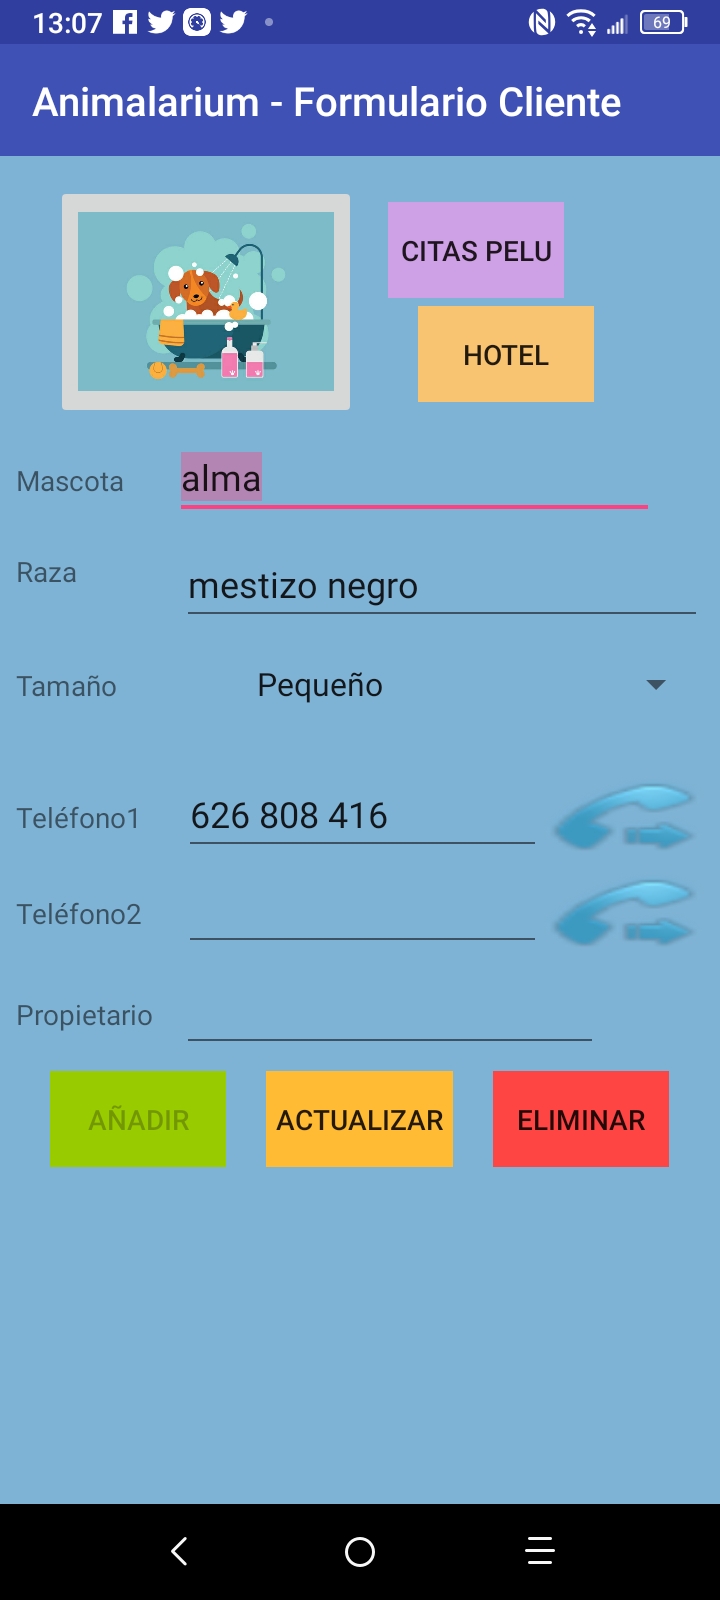 13:07
69
Animalarium - Formulario Cliente
CITAS PELU
HOTEL
Mascota alma
Raza mestizo negro
Tamaño Pequeño
Teléfono1 626 808 416
Teléfono2
Propietario
AÑADIR ACTUALIZAR ELIMINAR